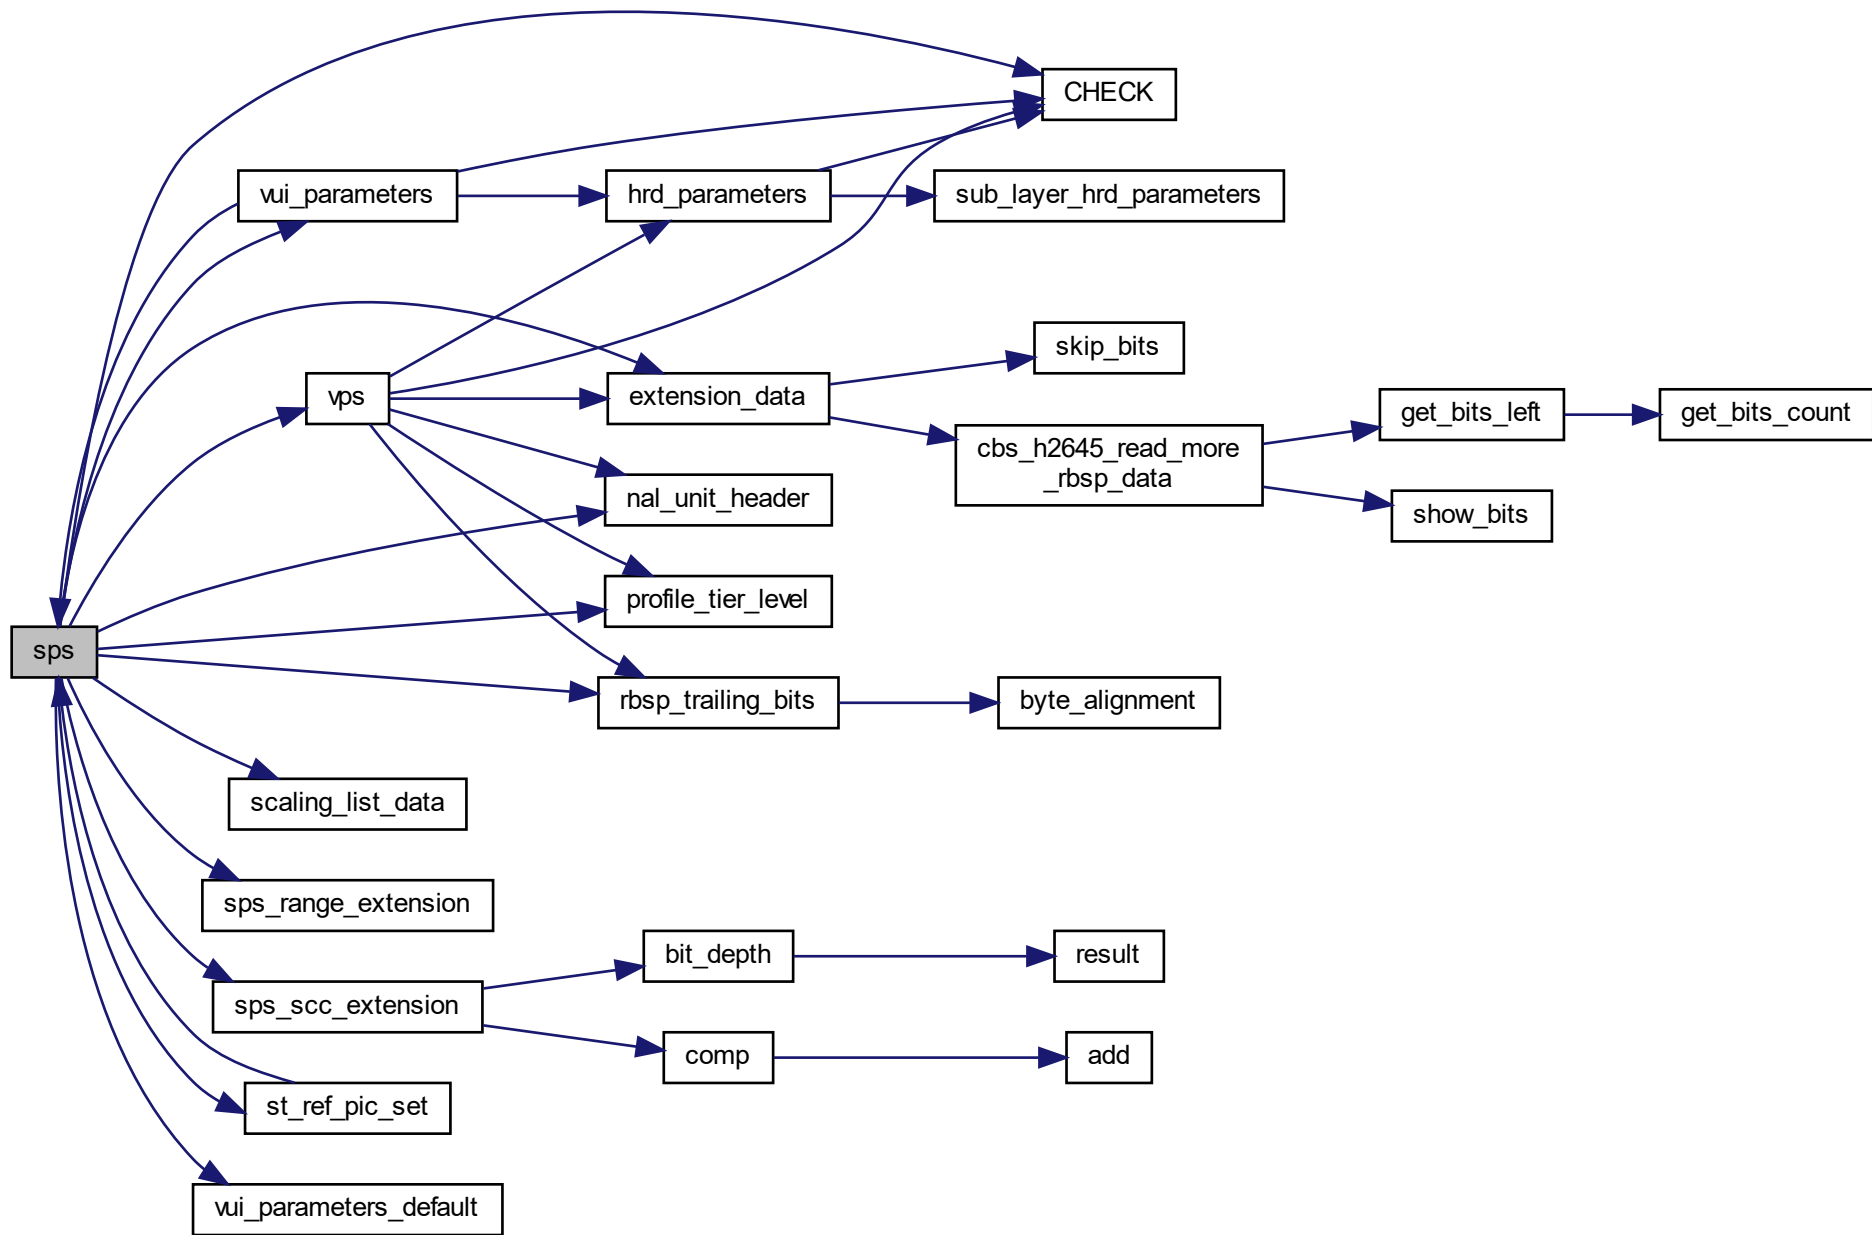 CHECK
vui_parameters
hrd_parameters
sub_layer_hrd_parameters
skip_bits
vps
extension_data
get_bits_left
get_bits_count
cbs_h2645_read_more
_rbsp_data
nal_unit_header
show_bits
profile_tier_level
sps
rbsp_trailing_bits
byte_alignment
scaling_list_data
sps_range_extension
bit_depth
result
sps_scc_extension
comp
add
st_ref_pic_set
vui_parameters_default